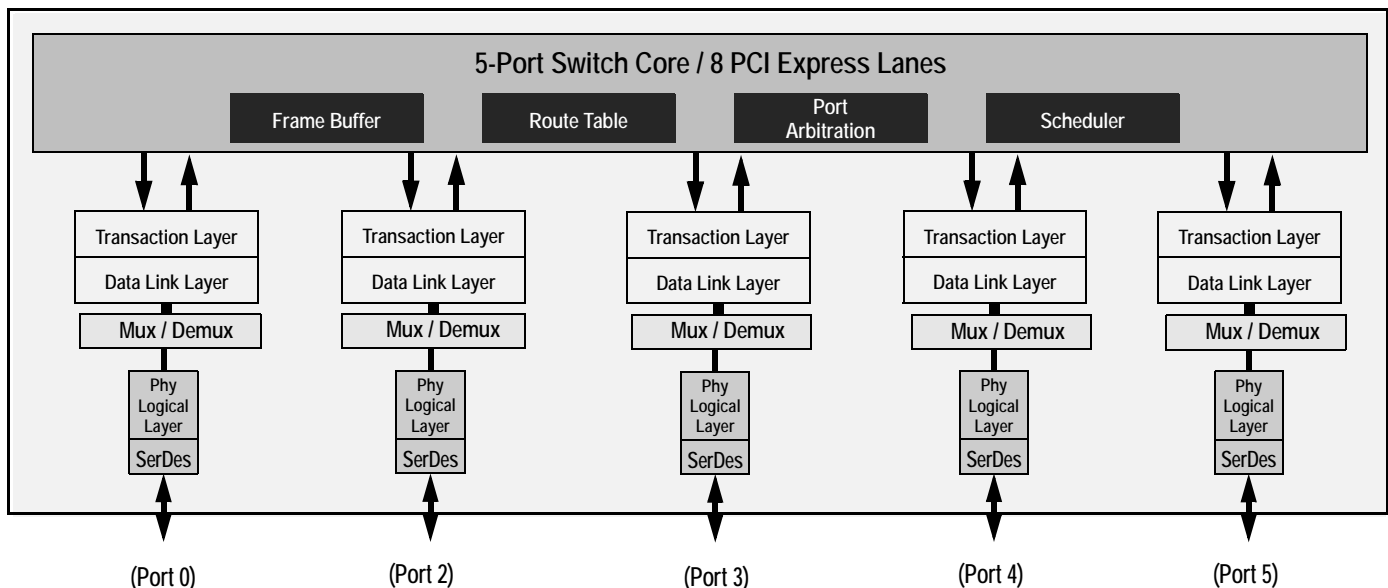 5-Port Switch Core / 8 PCI Express Lanes
Frame Buffer
Route Table
Port
Arbitration
Scheduler
Transaction Layer
Transaction Layer
Transaction Layer
Transaction Layer
Transaction Layer
Data Link Layer
Data Link Layer
Data Link Layer
Data Link Layer
Data Link Layer
Mux / Demux
Mux / Demux
Mux / Demux
Mux / Demux
Mux / Demux
Phy
Logical
Layer
Phy
Logical
Layer
Phy
Logical
Layer
Phy
Logical
Layer
Phy
Logical
Layer
SerDes
SerDes
SerDes
SerDes
SerDes
(Port 0)
(Port 2)
(Port 3)
(Port 4)
(Port 5)